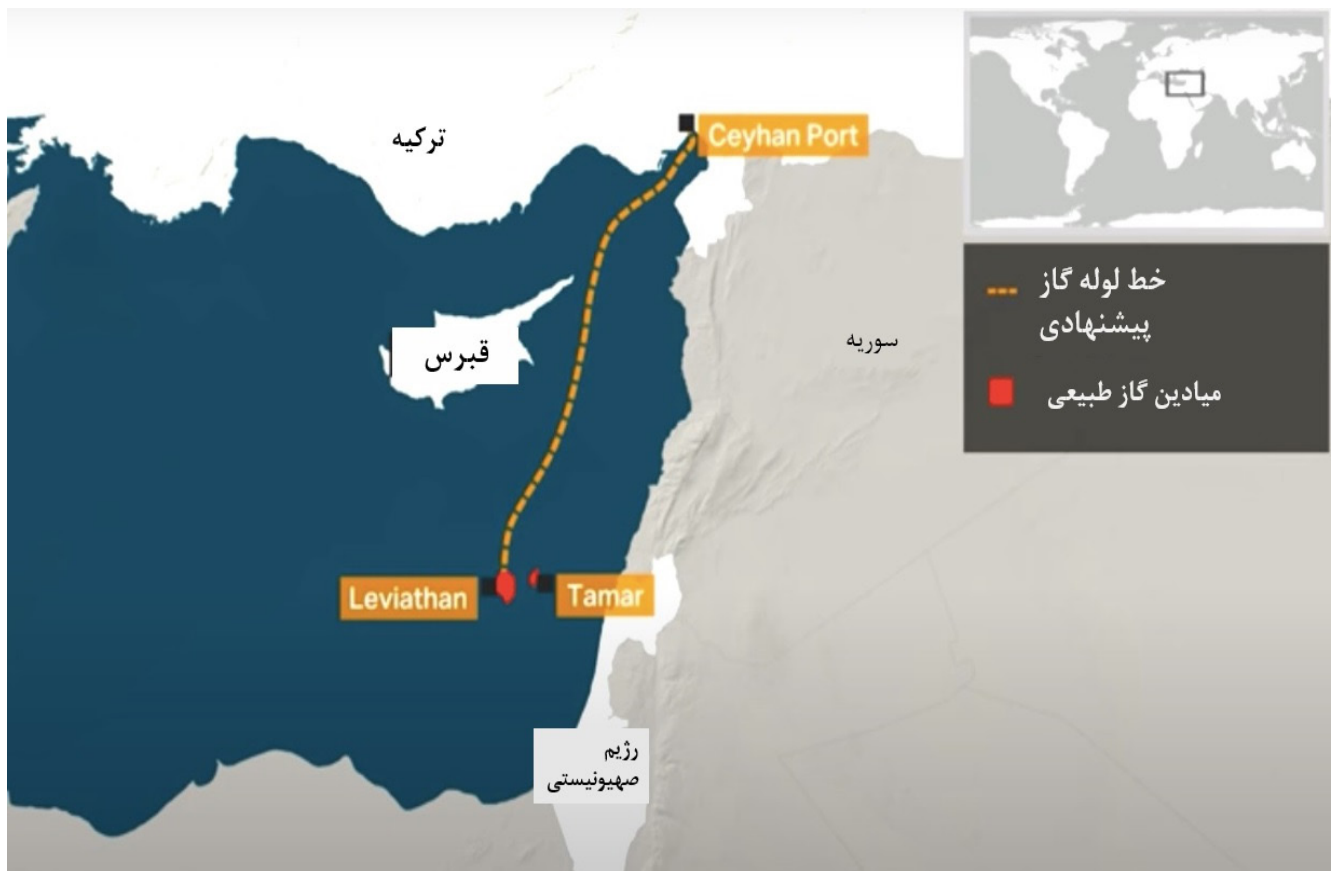 ترکیه
Ceyhan Port
خط لوله گاز
پیشنهادی
میادین گاز طبیعی
قبرس
سوریه
Leviathan
Tamar
رژیم
صهیونیستی